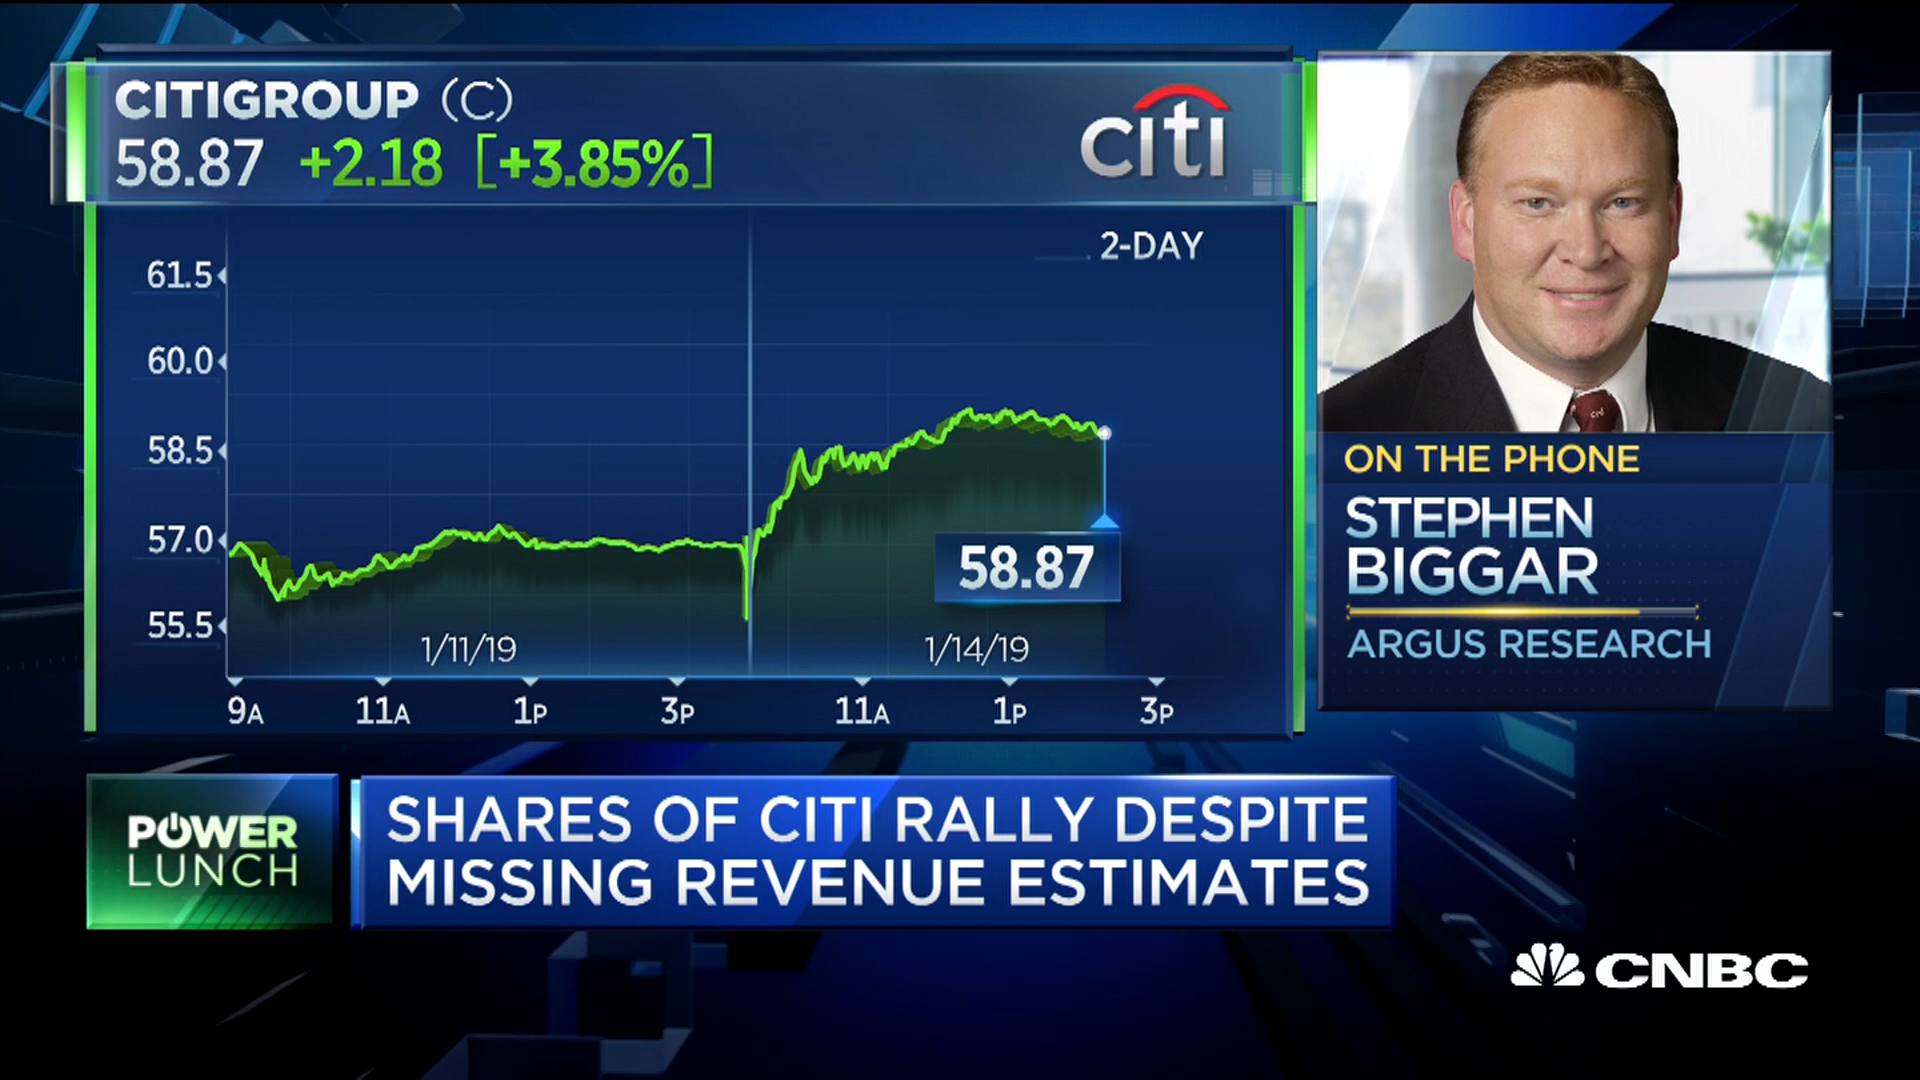 CITIGROUP (C)
58.87 +2.18 [+3.85%]
citi
2-DAY
61.5
60.0
58.5
57.0
55.5
58.87
1/11/19 1/14/19
9A 11A 1P 3P 11A 1P 3P
ON THE PHONE
STEPHEN
BIGGAR
ARGUS RESEARCH
POWER
LUNCH
SHARES OF CITI RALLY DESPITE
MISSING REVENUE ESTIMATES
CNBC